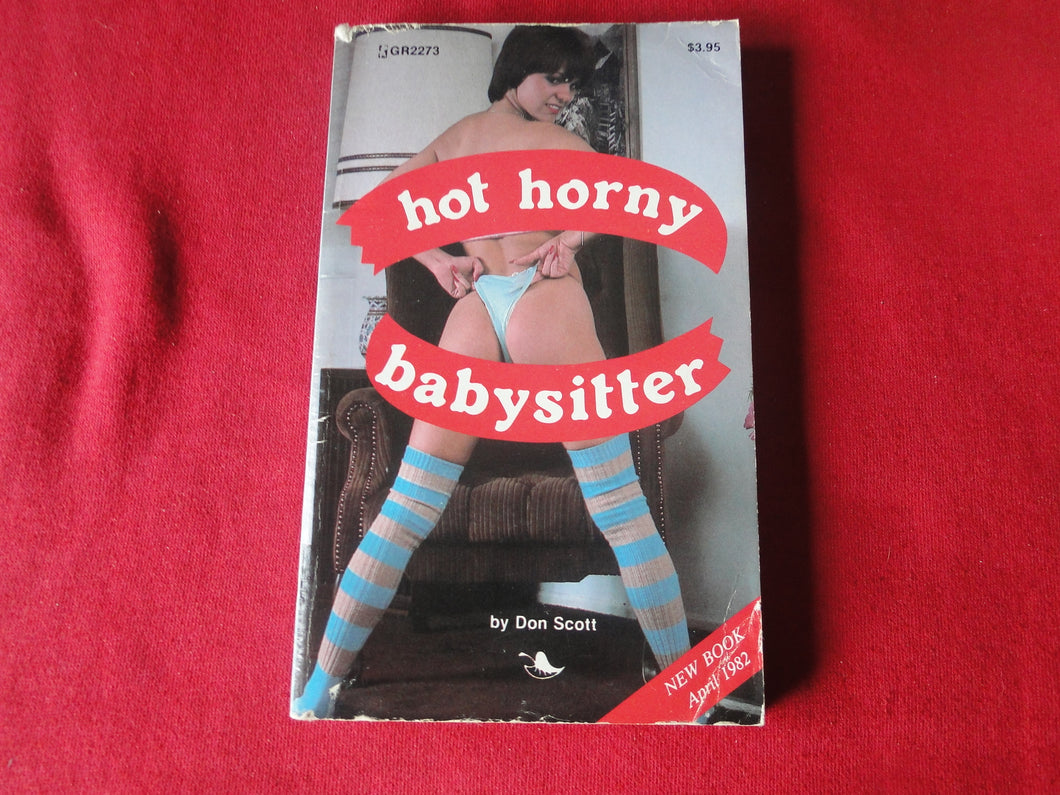 GR2273
$3.95
hot horny
babysitter
by Don Scott
NEW BOOK
April 1982